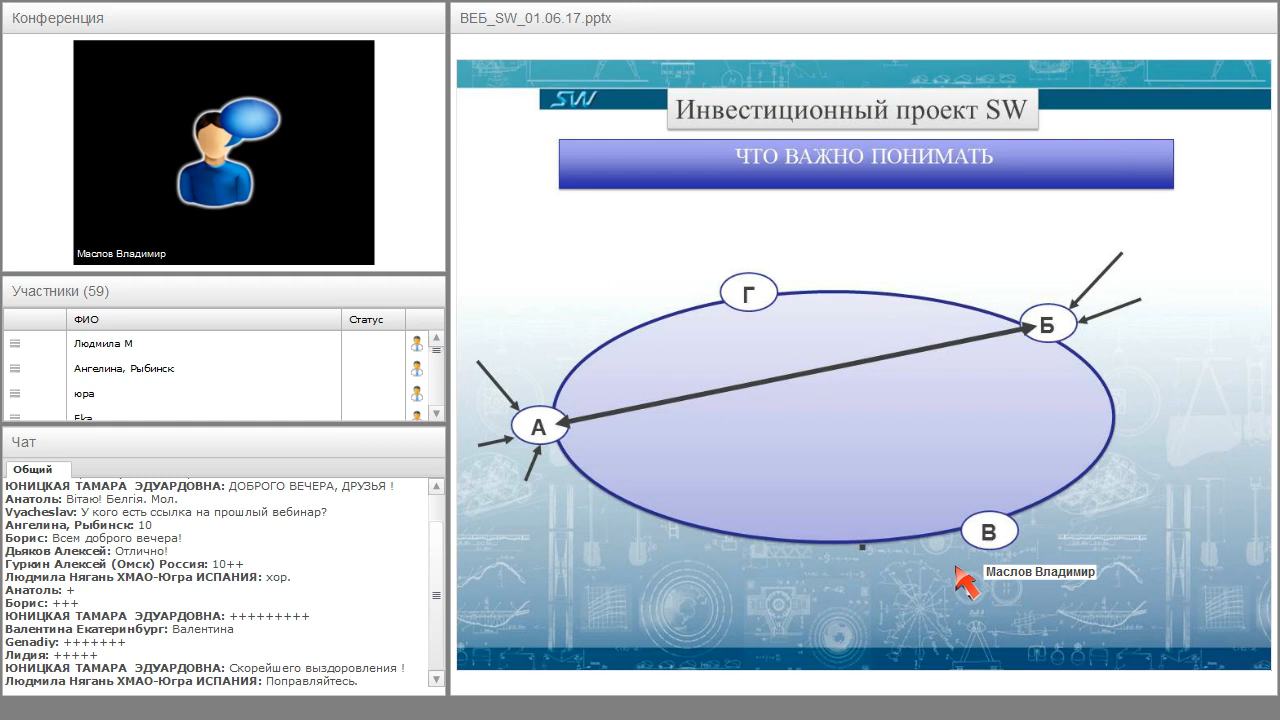 Конференция
Маслов Владимир
Участники (59)
ФИО
Статус
Людмила М
Ангелина, Рыбинск
юра
Eka
Чат
Общий
ЮНИЦКАЯ ТАМАРА ЭДУАРДОВНА: ДОБРОГО ВЕЧЕРА, ДРУЗЬЯ !
Анатоль: Вітаю! Белгія. Мол.
Vyacheslav: У кого есть ссылка на прошлый вебинар?
Ангелина, Рыбинск: 10
Борис: Всем доброго вечера!
Дьяков Алексей: Отлично!
Гуркин Алексей (Омск) Россия: 10++
Людмила Нягань ХМАО-Югра ИСПАНИЯ: хор.
Анатоль: +
Борис: +++
ЮНИЦКАЯ ТАМАРА ЭДУАРДОВНА: +++++++++
Валентина Екатеринбург: Валентина
Genadiy: +++++++
Лидия: +++++
ЮНИЦКАЯ ТАМАРА ЭДУАРДОВНА: Скорейшего выздоровления !
Людмила Нягань ХМАО-Югра ИСПАНИЯ: Поправляйтесь.
ВЕБ_SW_01.06.17.pptx
SW
Инвестиционный проект SW
ЧТО ВАЖНО ПОНИМАТЬ
Г
Б
А
В
Маслов Владимир